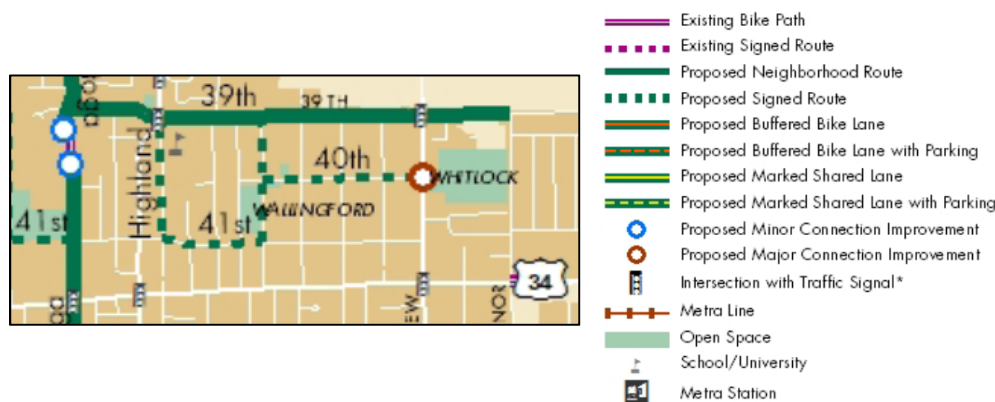 Existing Bike Path
Existing Signed Route
Proposed Neighborhood Route
Proposed Signed Route
Proposed Buffered Bike Lane
Proposed Buffered Bike Lane with Parking
Proposed Marked Shared Lane
Proposed Marked Shared Lane with Parking
Proposed Minor Connection Improvement
Proposed Major Connection Improvement
Intersection with Traffic Signal*
Metra Line
Open Space
School/University
Metra Station
39th
39 TH
Highland
40th
WHITLOCK
WALLINGFORD
41st
41st
34
EW
NOR